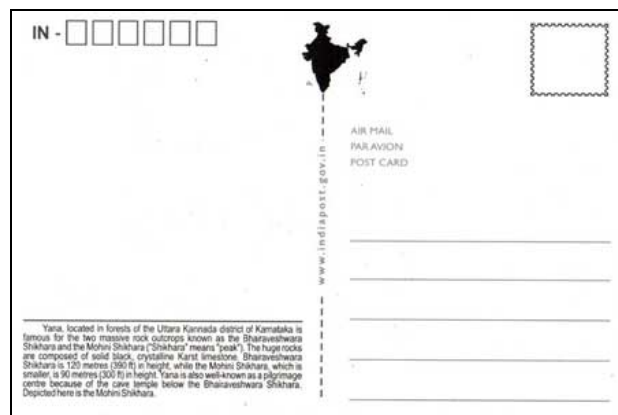 IN -
AIR MAIL
PAR AVION
POST CARD
www.indiapost.gov.in
Yana, located in forests of the Uttara Kannada district of Karnataka is
famous for the two massive rock outcrops known as the Bhairaveshwara
Shikhara and the Mohini Shikhara ("Shikhara" means "peak"). The huge rocks
are composed of solid black, crystalline Karst limestone. Bhairaveshwara
Shikhara is 120 metres (390 ft) in height, while the Mohini Shikhara, which is
smaller, is 90 metres (300 ft) in height. Yana is also well-known as a pilgrimage
centre because of the cave temple below the Bhairaveshwara Shikhara.
Depicted here is the Mohini Shikhara.